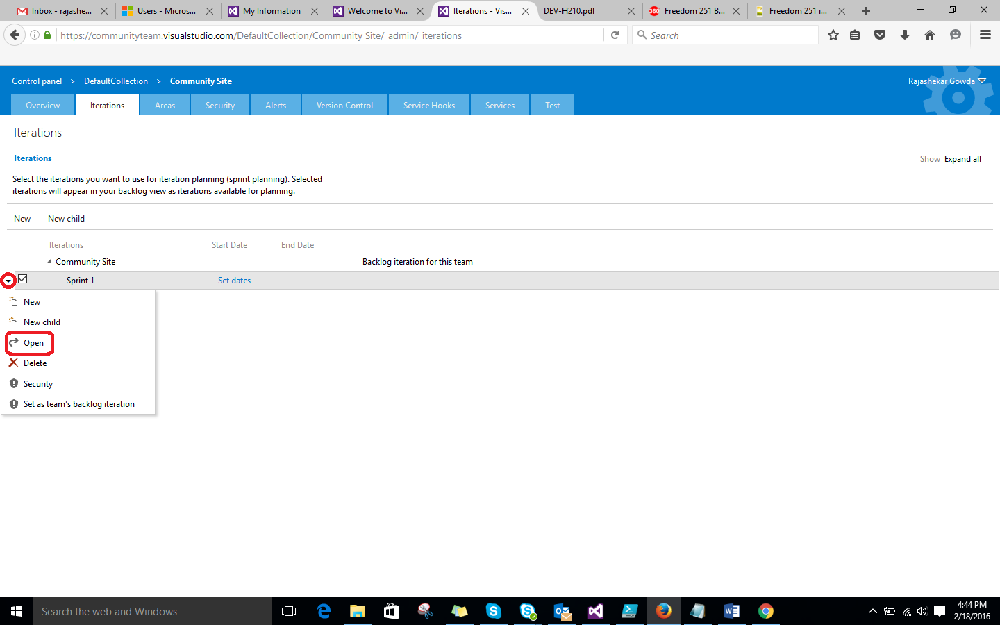 Inbox - rajashe...
Users - Micros...
My Information
Welcome to Vi...
Iterations - Vis...
DEV-H210.pdf
360 Freedom 251 B...
Freedom 251 i...
https://communityteam.visualstudio.com/DefaultCollection/Community Site/_admin/_iterations
Search
Control panel > DefaultCollection > Community Site
Rajashekar Gowda
Overview
Iterations
Areas
Security
Alerts
Version Control
Service Hooks
Services
Test
Iterations
Iterations
Show Expand all
Select the iterations you want to use for iteration planning (sprint planning). Selected
iterations will appear in your backlog view as iterations available for planning.
New New child
Iterations Start Date End Date
Community Site Backlog iteration for this team
Sprint 1 Set dates
New
New child
Open
Delete
Security
Set as team's backlog iteration
Search the web and Windows
4:44 PM
2/18/2016